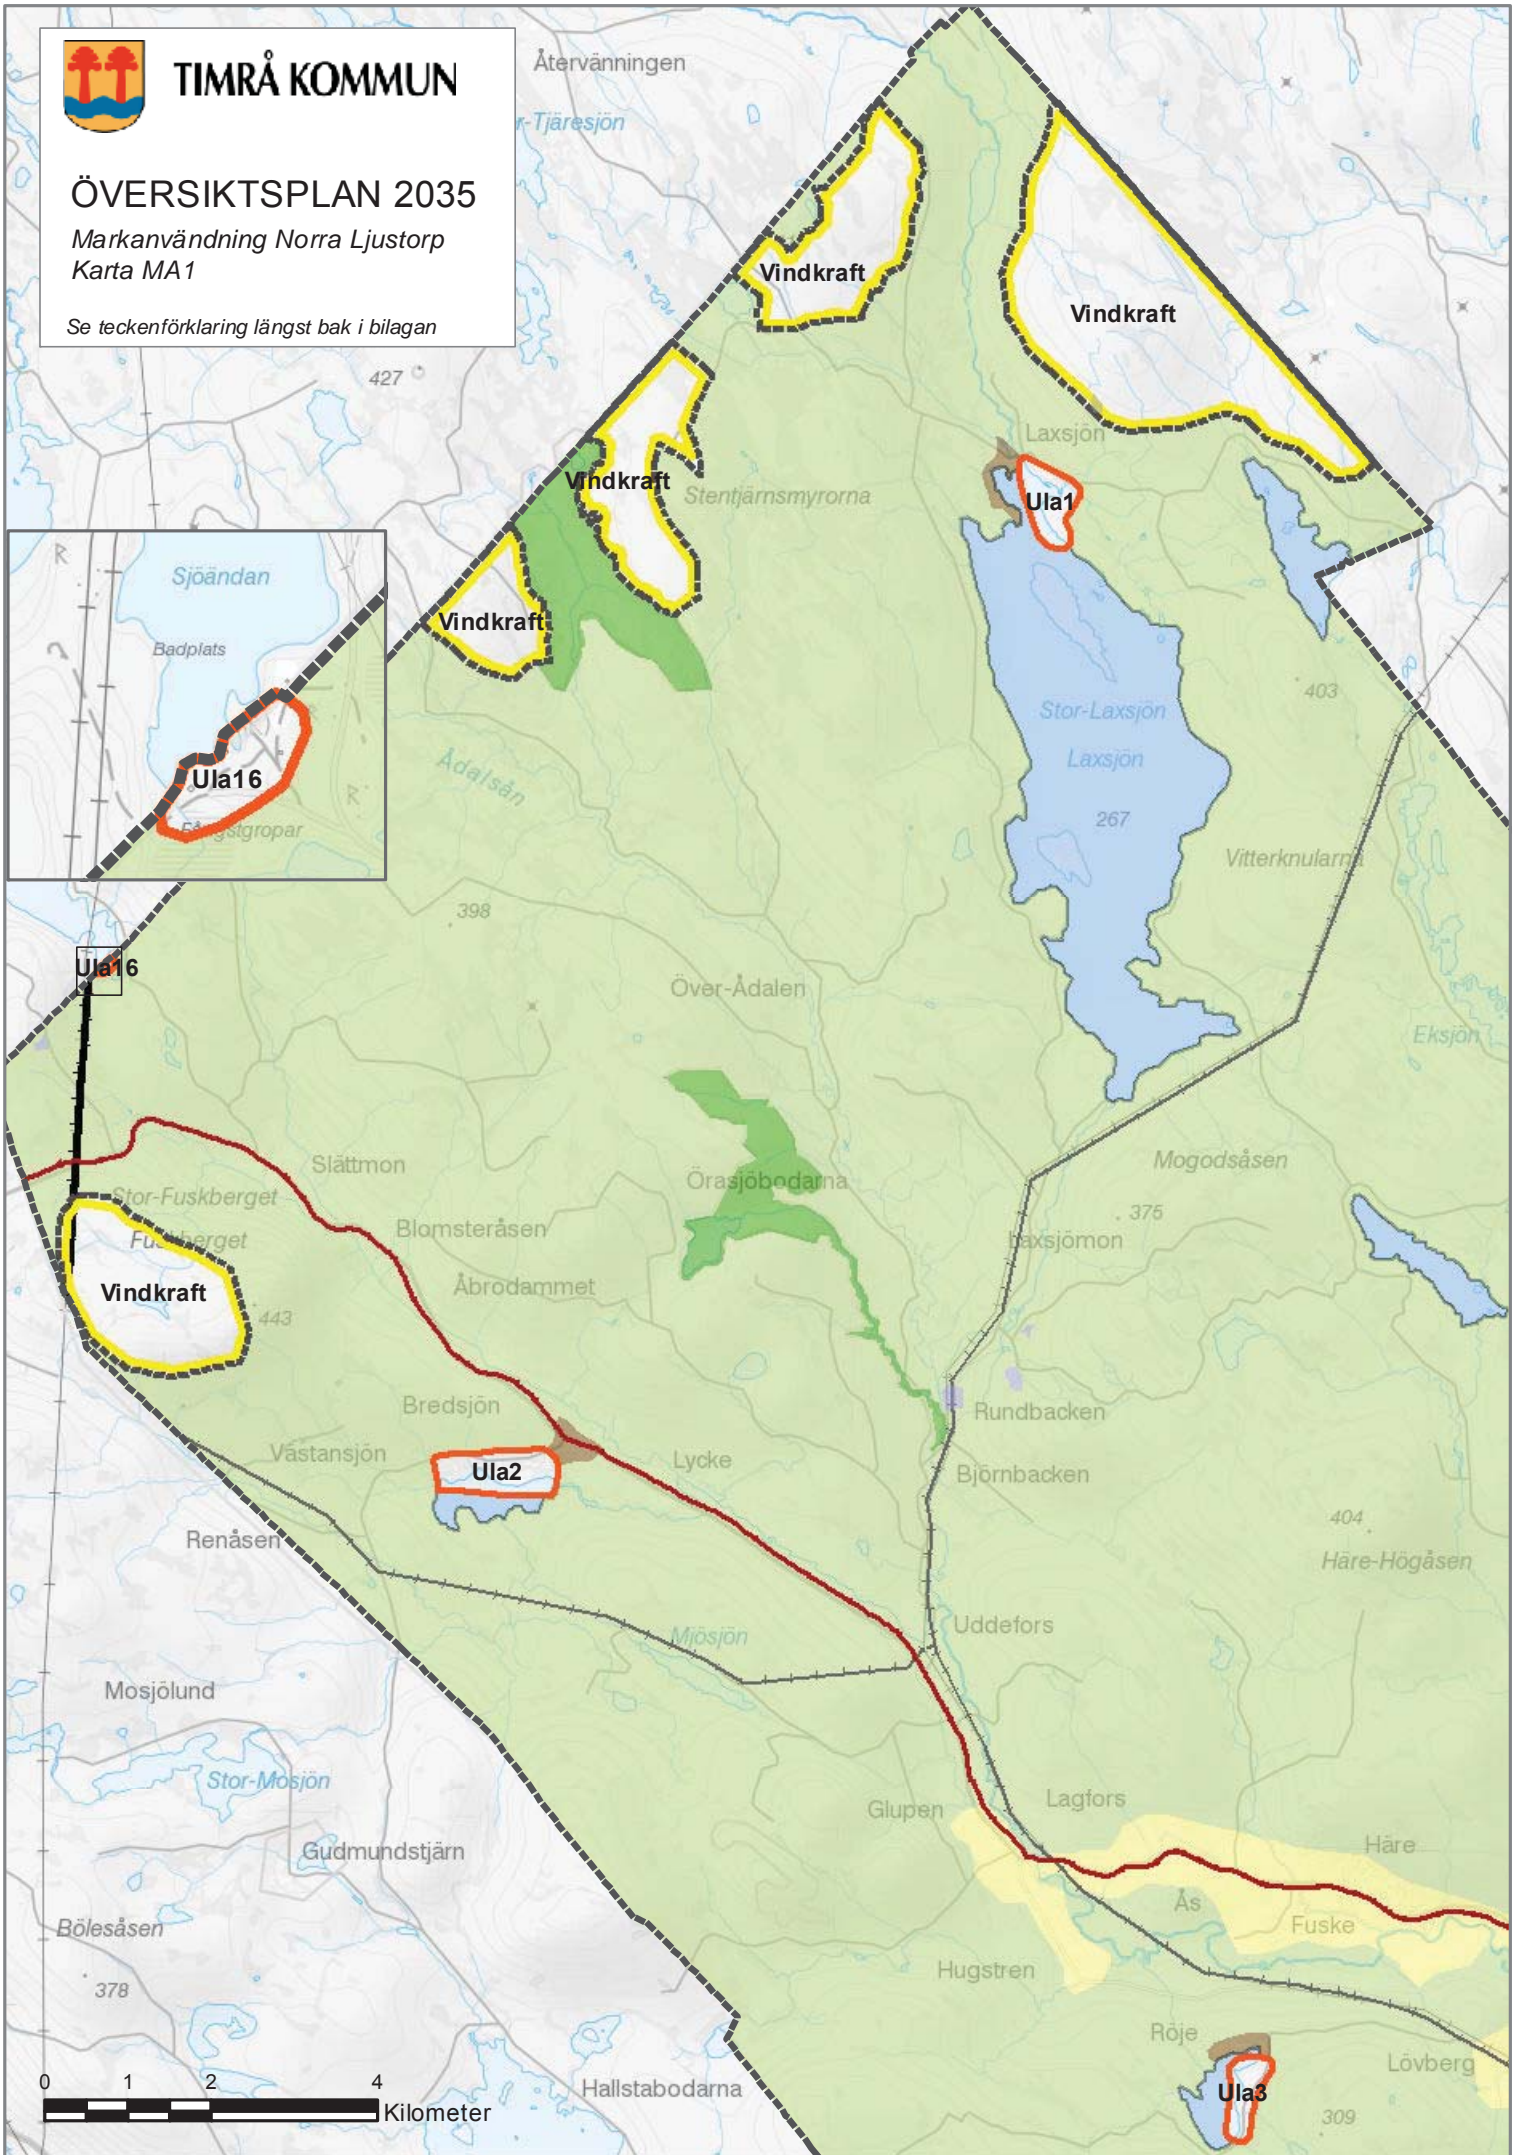 TIMRÅ KOMMUN
ÖVERSIKTSPLAN 2035
Markanvändning Norra Ljustorp
Karta MA1
Se teckenförklaring längst bak i bilagan
Återvänningen
r-Tjäresjön
Vindkraft
Vindkraft
427
Laxsjön
Vindkraft
Stentjärnsmyrorna
Ula1
Sjöändan
Vindkraft
Badplats
403
Stor-Laxsjön
Ådalsån
Laxsjön
Ula16
R
267
Fångstgropar
R
R
Vitterknularna
398
Ula16
Över-Ådalen
Eksjön
Slättmon
Mogodsåsen
Örasjöbodarna
Stor-Fuskberget
375
Blomsteråsen
Fuskberget
Laxsjömon
Åbrodammet
Vindkraft
443
Bredsjön
Rundbacken
Västansjön
Lycke
Ula2
Björnbacken
404
Renåsen
Häre-Högåsen
Uddefors
Mjösjön
Mosjölund
Stor-Mosjön
Lagfors
Glupen
Häre
Gudmundstjärn
Ås
Fuske
Bölesåsen
Hugstren
378
Röje
Lövberg
0 1 2 4
Kilometer
Hallstabodarna
Ula3
309